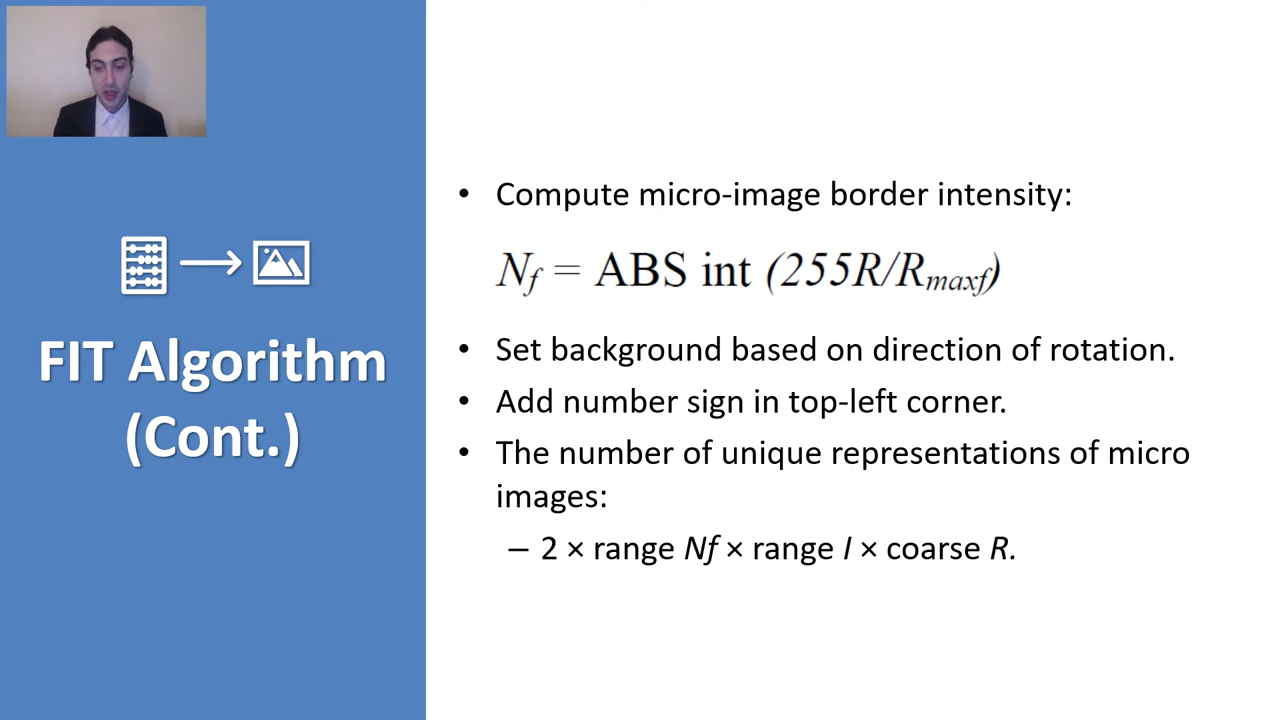 FIT Algorithm
(Cont.)
• Compute micro-image border intensity:
N_f = ABS int (255R/R_maxf)
• Set background based on direction of rotation.
• Add number sign in top-left corner.
• The number of unique representations of micro
images:
– 2 × range Nf × range I × coarse R.